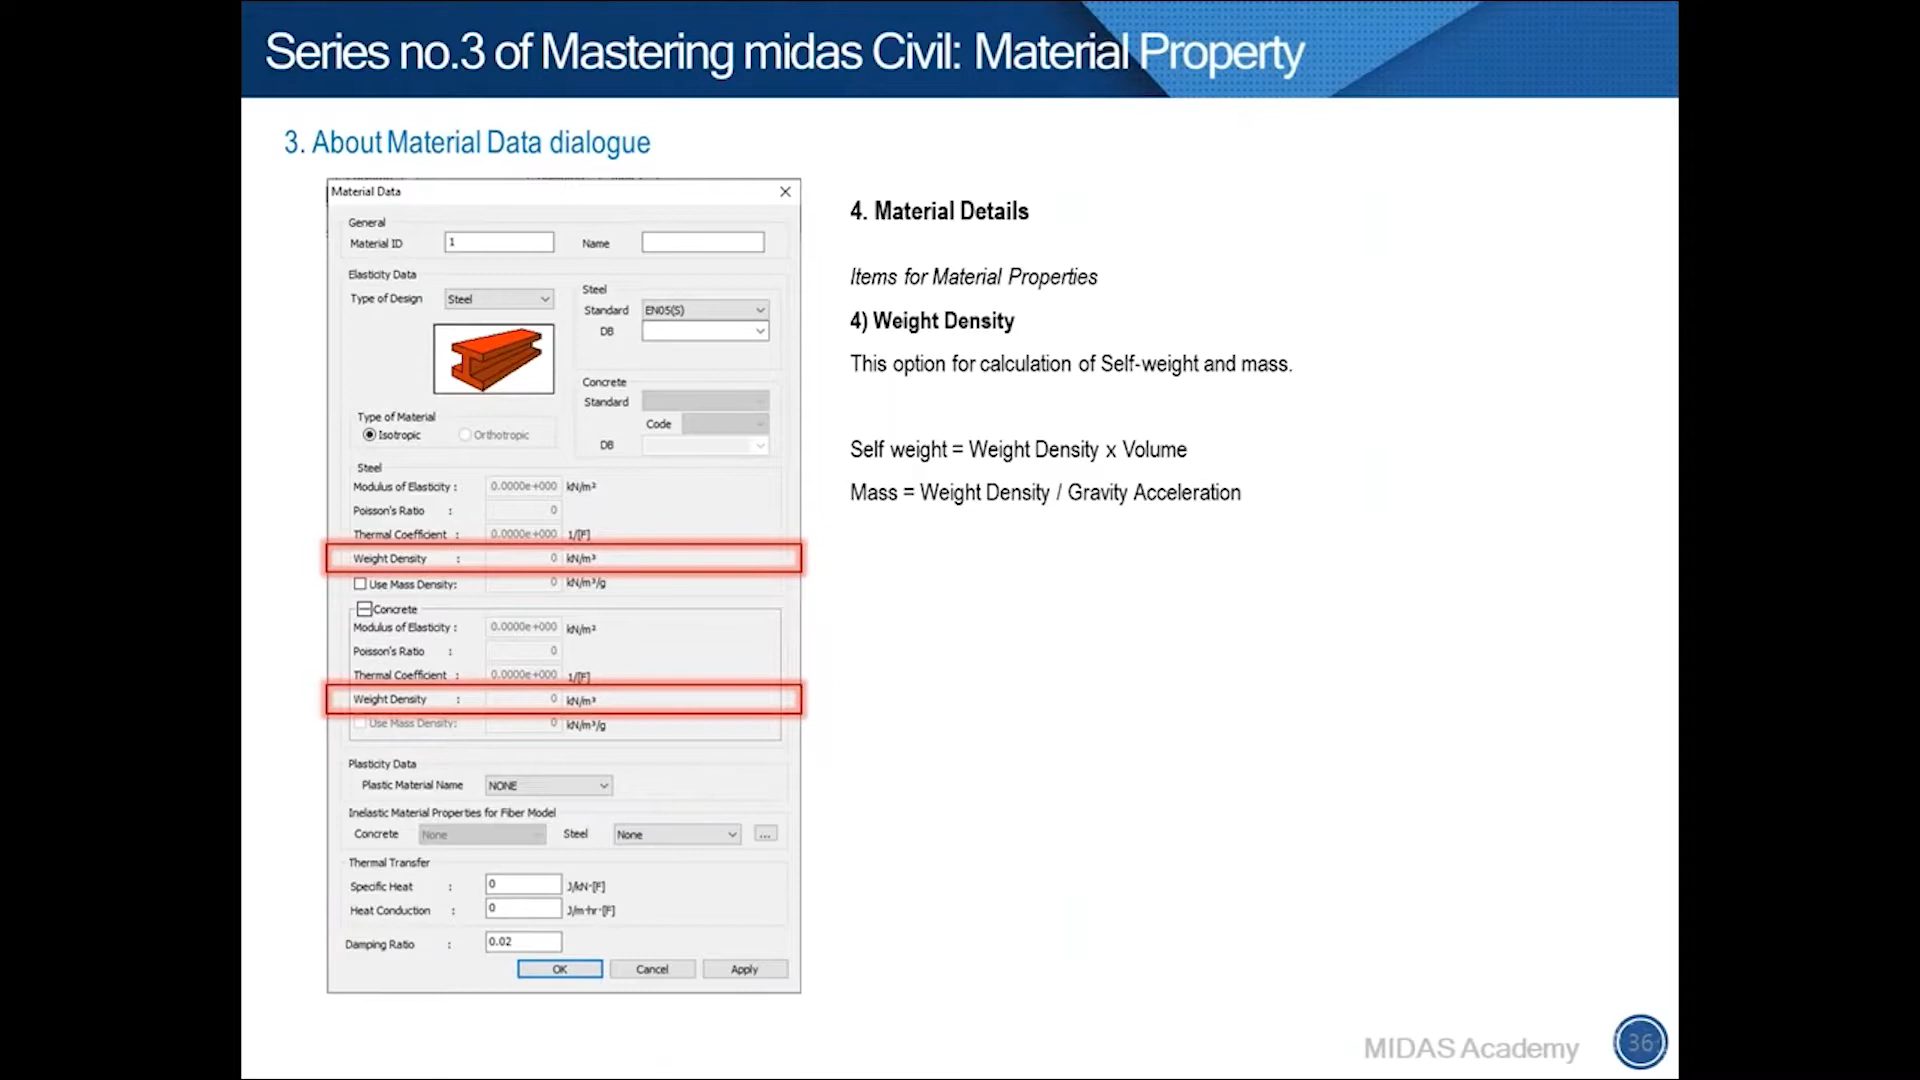 Series no.3 of Mastering midas Civil: Material Property
3. About Material Data dialogue
Material Data
General
Material ID 1 Name
Elasticity Data
Type of Design Steel
Steel
Standard EN05(S)
DB
Concrete
Standard
Code
DB
Type of Material
Isotropic Orthotropic
Steel
Modulus of Elasticity : 0.0000e+000 kN/m²
Poisson's Ratio : 0
Thermal Coefficient : 0.0000e+000 1/[F]
Weight Density : 0 kN/m³
Use Mass Density: 0 kN/m³/g
Concrete
Modulus of Elasticity : 0.0000e+000 kN/m²
Poisson's Ratio : 0
Thermal Coefficient : 0.0000e+000 1/[F]
Weight Density : 0 kN/m³
Use Mass Density: 0 kN/m³/g
Plasticity Data
Plastic Material Name NONE
Inelastic Material Properties for Fiber Model
Concrete None Steel None ...
Thermal Transfer
Specific Heat : 0 J/kN·[F]
Heat Conduction : 0 J/m·hr·[F]
Damping Ratio : 0.02
OK Cancel Apply
4. Material Details
Items for Material Properties
4) Weight Density
This option for calculation of Self-weight and mass.
Self weight = Weight Density x Volume
Mass = Weight Density / Gravity Acceleration
MIDAS Academy
36